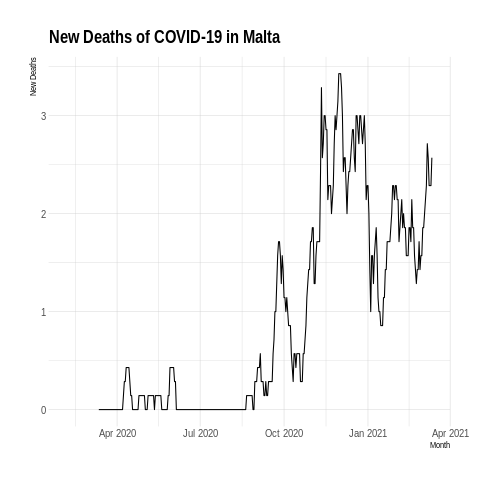 New Deaths of COVID-19 in Malta
New Deaths
3
2
1
0
Apr 2020
Jul 2020
Oct 2020
Jan 2021
Apr 2021
Month